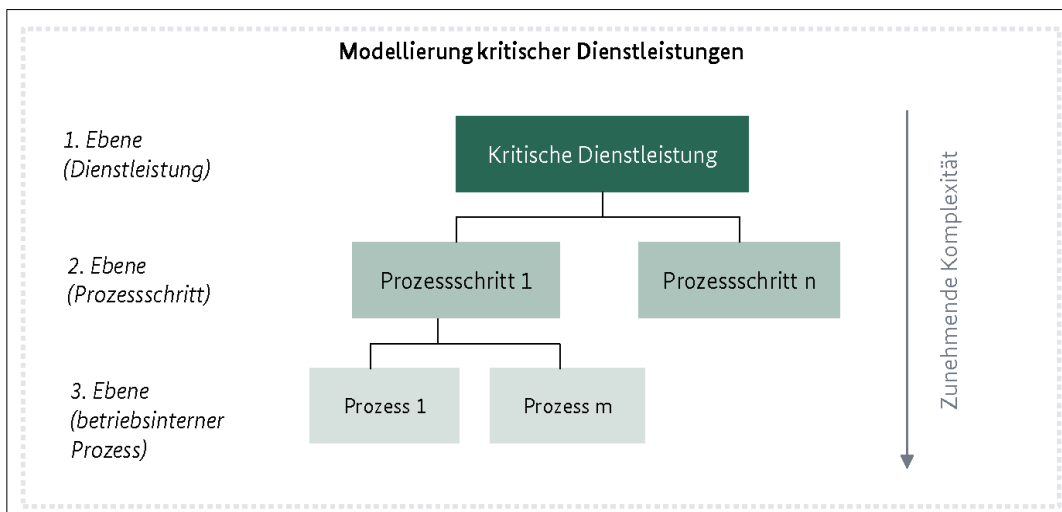 Modellierung kritischer Dienstleistungen
1. Ebene
(Dienstleistung)
Kritische Dienstleistung
2. Ebene
(Prozessschritt)
Prozessschritt 1
Prozessschritt n
3. Ebene
(betriebsinterner
Prozess)
Prozess 1
Prozess m
Zunehmende Komplexität